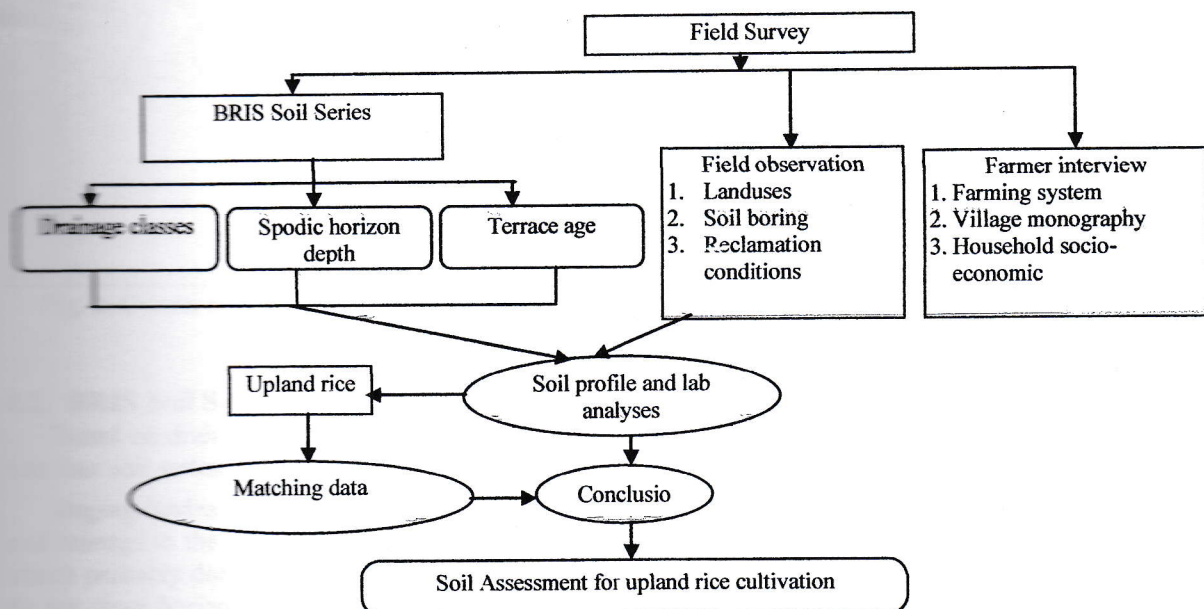 Field Survey
BRIS Soil Series
Field observation
1. Landuses
2. Soil boring
3. Reclamation
conditions
Farmer interview
1. Farming system
2. Village monography
3. Household socio-
economic
Drainage classes
Spodic horizon
depth
Terrace age
Upland rice
Soil profile and lab
analyses
Matching data
Conclusio
Soil Assessment for upland rice cultivation